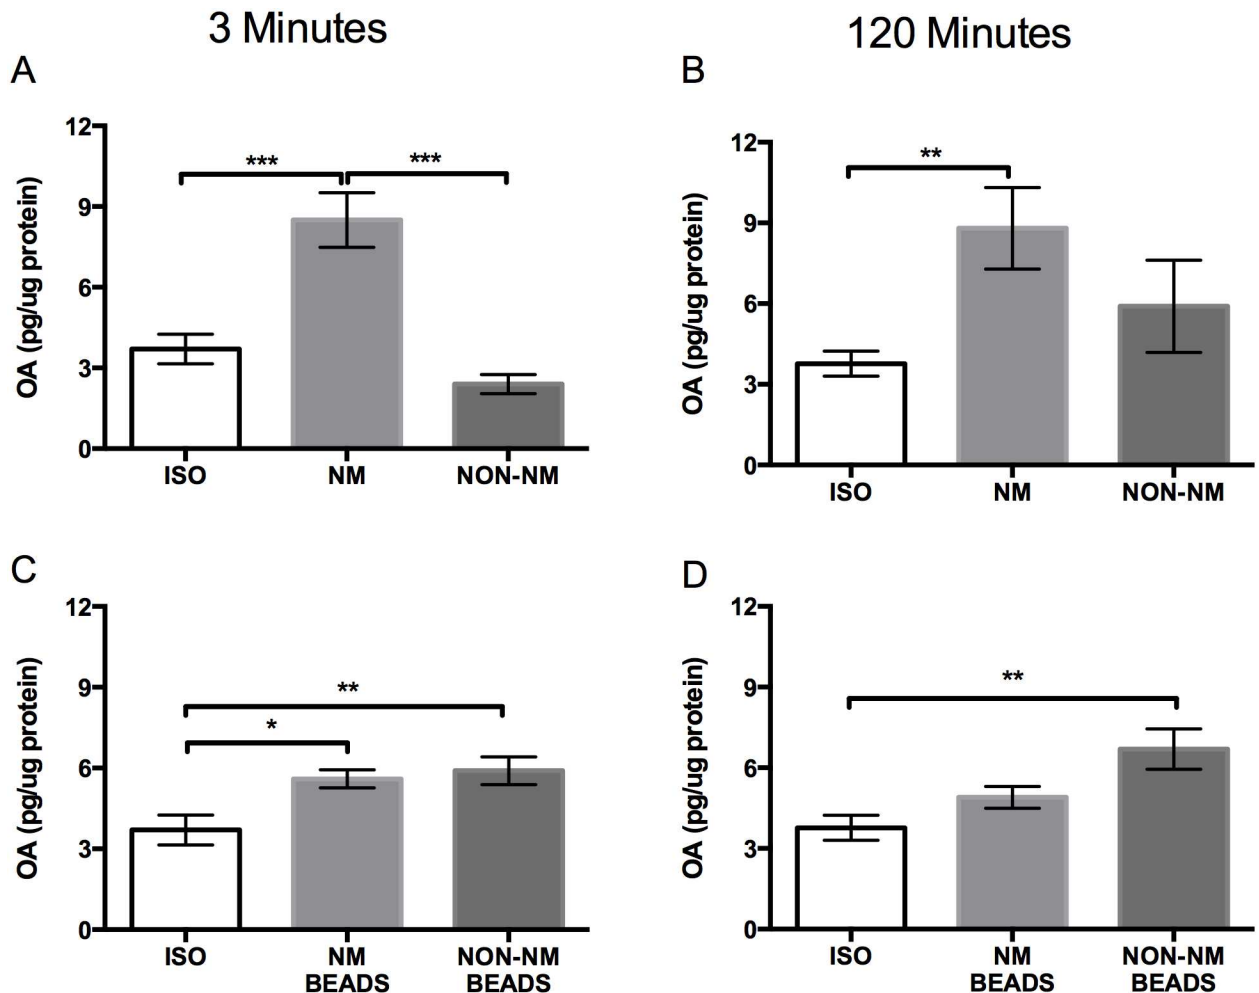 3 Minutes
120 Minutes
A
B
OA (pg/ug protein)
12
9
6
3
0
***
***
ISO
NM
NON-NM
OA (pg/ug protein)
12
9
6
3
0
**
ISO
NM
NON-NM
C
D
OA (pg/ug protein)
12
9
6
3
0
**
*
ISO
NM
BEADS
NON-NM
BEADS
OA (pg/ug protein)
12
9
6
3
0
**
ISO
NM
BEADS
NON-NM
BEADS